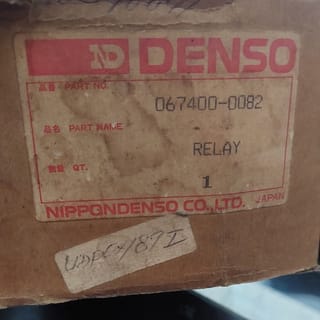 ND DENSO
品番 PART NO. 067400-0082
品名 PART NAME RELAY
数量 QT. 1
NIPPONDENSO CO., LTD. JAPAN